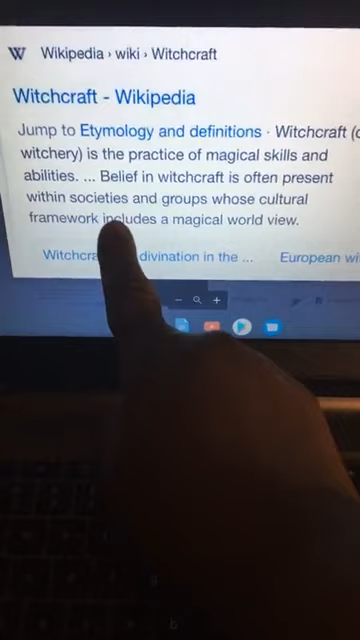 W Wikipedia › wiki › Witchcraft
Witchcraft - Wikipedia
Jump to Etymology and definitions · Witchcraft (
witchery) is the practice of magical skills and
abilities. ... Belief in witchcraft is often present
within societies and groups whose cultural
framework includes a magical world view.
Witchcra divination in the ... European wi